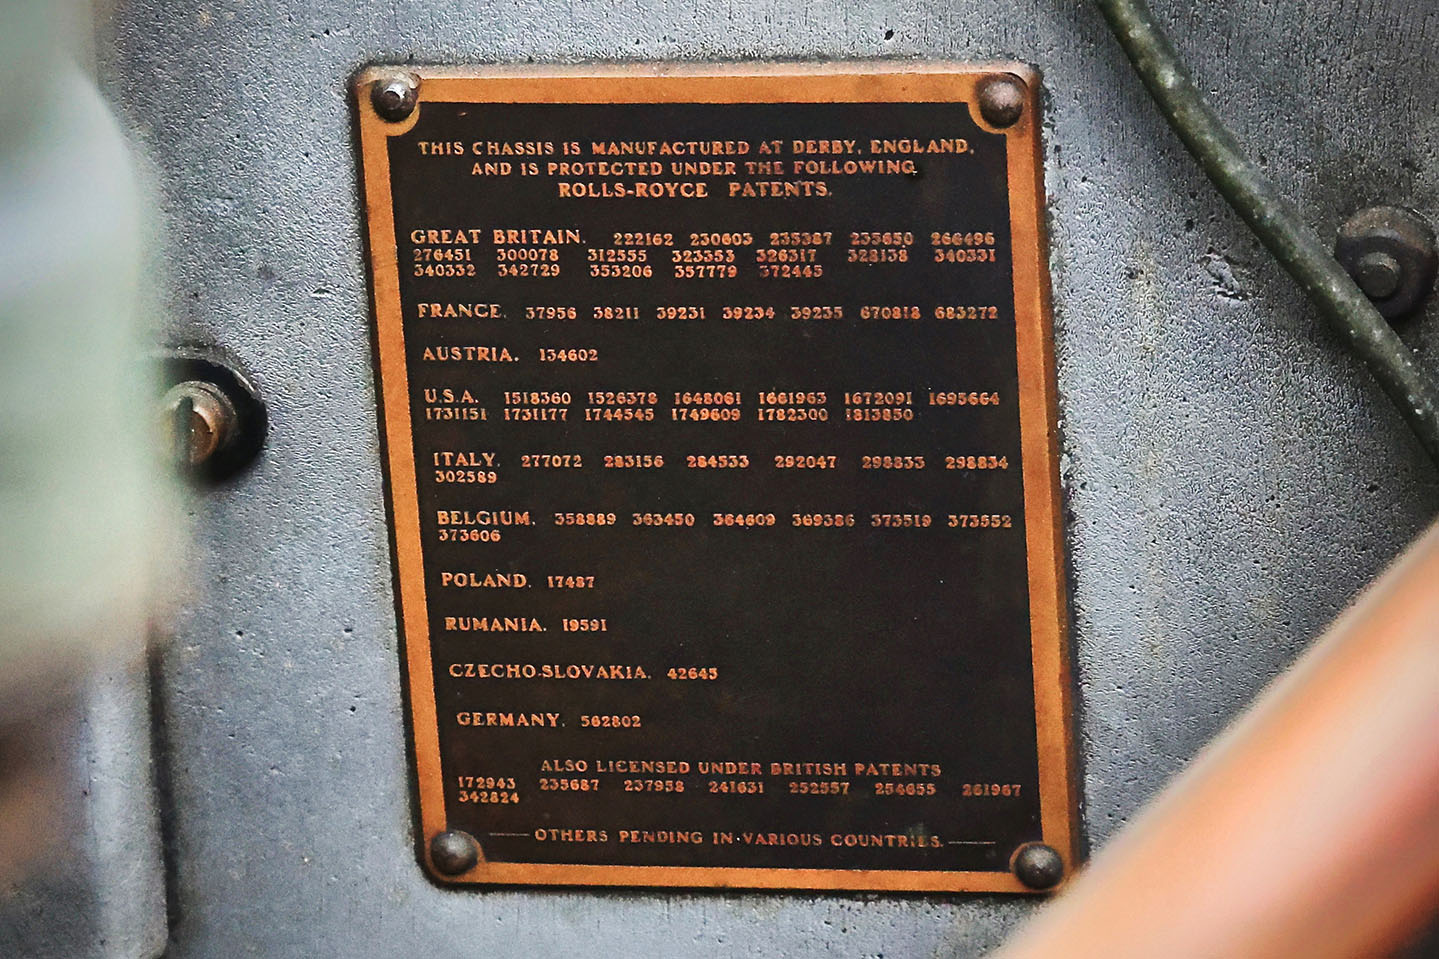 THIS CHASSIS IS MANUFACTURED AT DERBY, ENGLAND,
AND IS PROTECTED UNDER THE FOLLOWING
ROLLS-ROYCE PATENTS.
GREAT BRITAIN. 222162 230603 235387 235650 266496
276451 300078 312555 323353 326317 328138 340331
340332 342729 353206 357779 372445
FRANCE. 37956 38211 39231 39234 39235 670818 683272
AUSTRIA. 134602
U.S.A. 1518360 1526378 1648061 1661963 1672091 1695664
1731151 1731177 1744545 1749609 1782300 1813850
ITALY. 277072 283156 284533 292047 298833 298834
302589
BELGIUM. 358889 363450 364609 369386 373519 373552
373606
POLAND. 17487
RUMANIA. 19591
CZECHO-SLOVAKIA. 42645
GERMANY. 562802
ALSO LICENSED UNDER BRITISH PATENTS
172943 235687 237958 241631 252557 254655 261967
342824
OTHERS PENDING IN VARIOUS COUNTRIES.